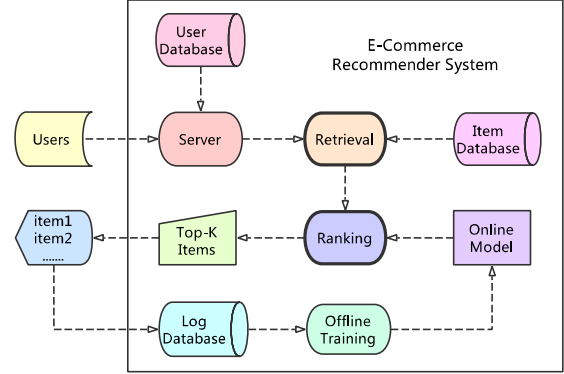 User
Database
E-Commerce
Recommender System
Users
Server
Retrieval
Item
Database
item1
item2
.......
Top-K
Items
Ranking
Online
Model
Log
Database
Offline
Training